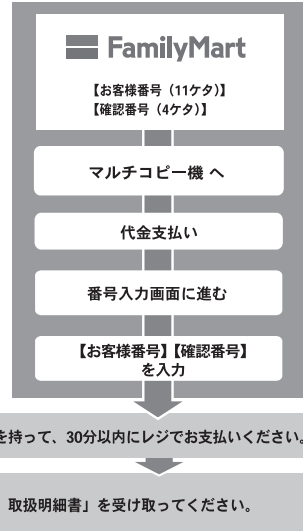 FamilyMart
【お客様番号（11ケタ）】
【確認番号（4ケタ）】
マルチコピー機 へ
代金支払い
番号入力画面に進む
【お客様番号】【確認番号】
を入力
を持って、30分以内にレジでお支払いください。
取扱明細書」を受け取ってください。